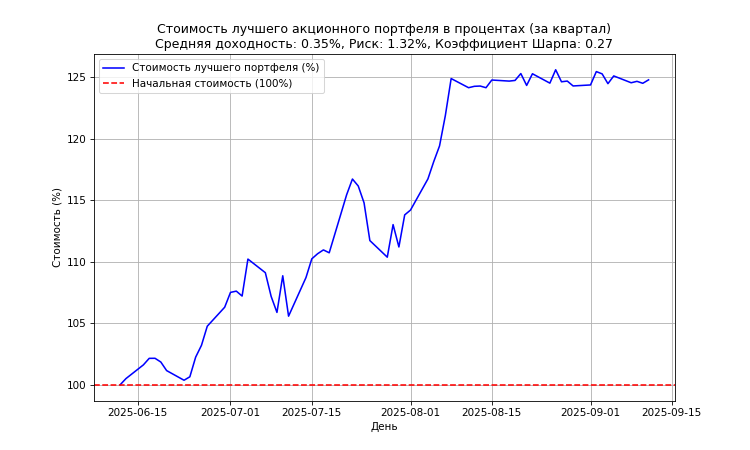 Стоимость лучшего акционного портфеля в процентах (за квартал)
Средняя доходность: 0.35%, Риск: 1.32%, Коэффициент Шарпа: 0.27
Стоимость лучшего портфеля (%)
Начальная стоимость (100%)
Стоимость (%)
125
120
115
110
105
100
2025-06-15
2025-07-01
2025-07-15
2025-08-01
2025-08-15
2025-09-01
2025-09-15
День